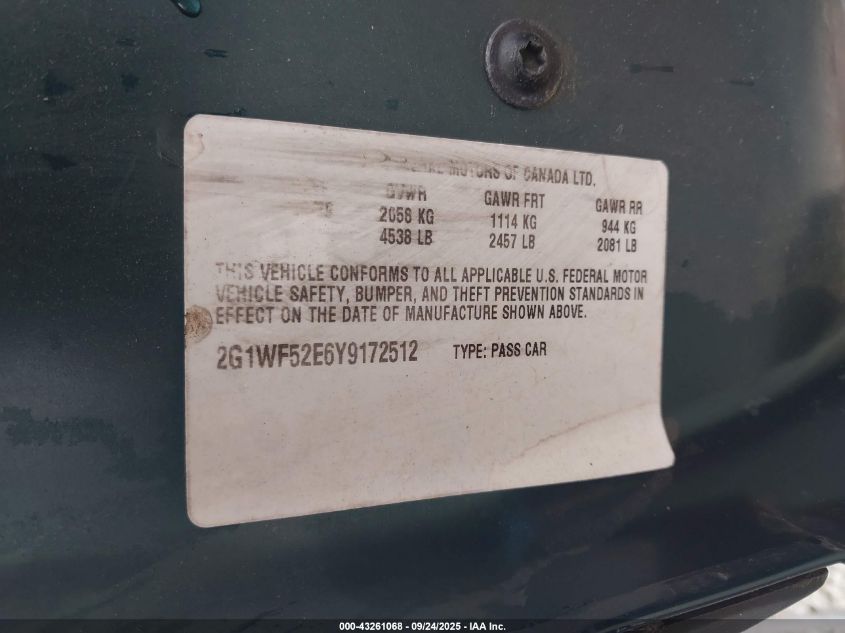 MOTORS OF CANADA LTD.
GVWR GAWR FRT GAWR RR
2058 KG 1114 KG 944 KG
4538 LB 2457 LB 2081 LB
THIS VEHICLE CONFORMS TO ALL APPLICABLE U.S. FEDERAL MOTOR
VEHICLE SAFETY, BUMPER, AND THEFT PREVENTION STANDARDS IN
EFFECT ON THE DATE OF MANUFACTURE SHOWN ABOVE.
2G1WF52E6Y9172512 TYPE: PASS CAR
000-43261068 - 09/24/2025 - IAA Inc.